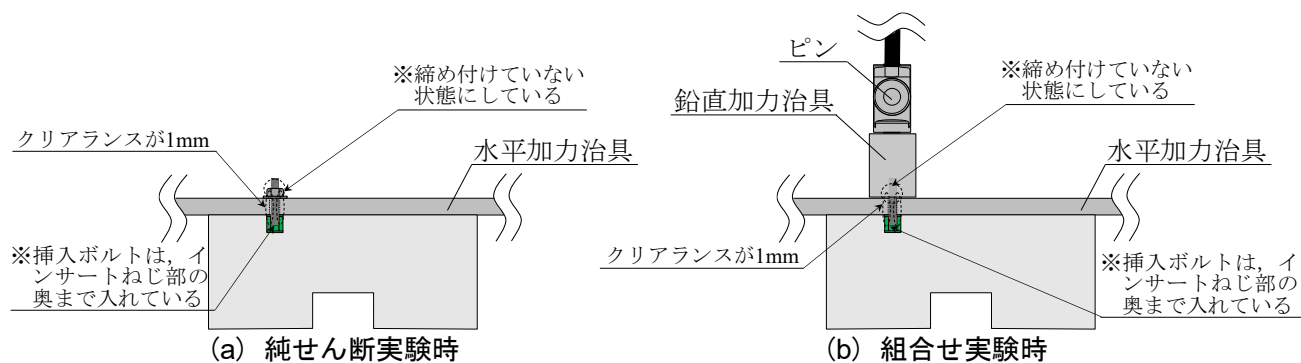 ※締め付けていない
状態にしている
クリアランスが1mm
水平加力治具
※挿入ボルトは，イ
ンサートねじ部の
奥まで入れている
(a) 純せん断実験時
ピン
※締め付けていない
状態にしている
鉛直加力治具
水平加力治具
クリアランスが1mm
※挿入ボルトは，イ
ンサートねじ部の
奥まで入れている
(b) 組合せ実験時